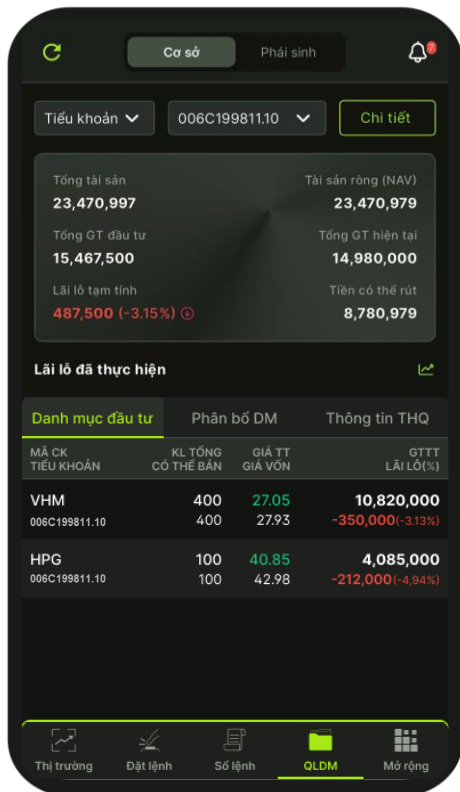 Cơ sở Phái sinh 7
Tiểu khoản 006C199811.10 Chi tiết
Tổng tài sản Tài sản ròng (NAV)
23,470,997 23,470,979
Tổng GT đầu tư Tổng GT hiện tại
15,467,500 14,980,000
Lãi lỗ tạm tính Tiền có thể rút
487,500 (-3.15%) 8,780,979
Lãi lỗ đã thực hiện
Danh mục đầu tư Phân bổ DM Thông tin THQ
MÃ CK KL TỔNG GIÁ TT GTTT
TIỂU KHOẢN CÓ THỂ BÁN GIÁ VỐN LÃI LỖ(%)
VHM 400 27.05 10,820,000
006C199811.10 400 27.93 -350,000(-3.13%)
HPG 100 40.85 4,085,000
006C199811.10 100 42.98 -212,000(-4,94%)
Thị trường Đặt lệnh Sổ lệnh QLDM Mở rộng